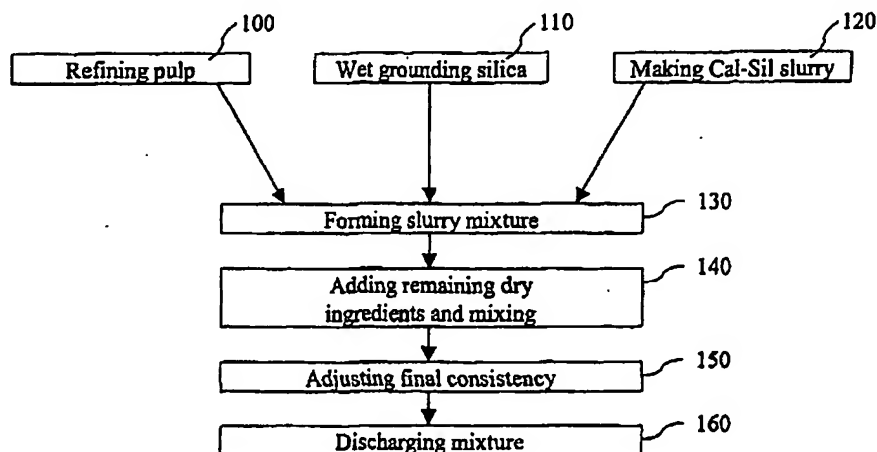 100
110
120
Refining pulp
Wet grounding silica
Making Cal-Sil slurry
130
Forming slurry mixture
140
Adding remaining dry
ingredients and mixing
150
Adjusting final consistency
160
Discharging mixture